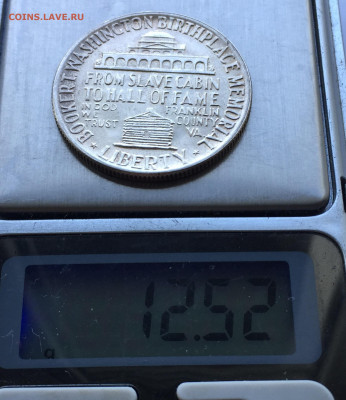 COINS.LAVE.RU
BOOKER T. WASHINGTON BIRTHPLACE MEMORIAL
FROM SLAVE CABIN
TO HALL OF FAME
IN GOD
WE
TRUST
FRANKLIN
COUNTY
VA.
LIBERTY
12.52